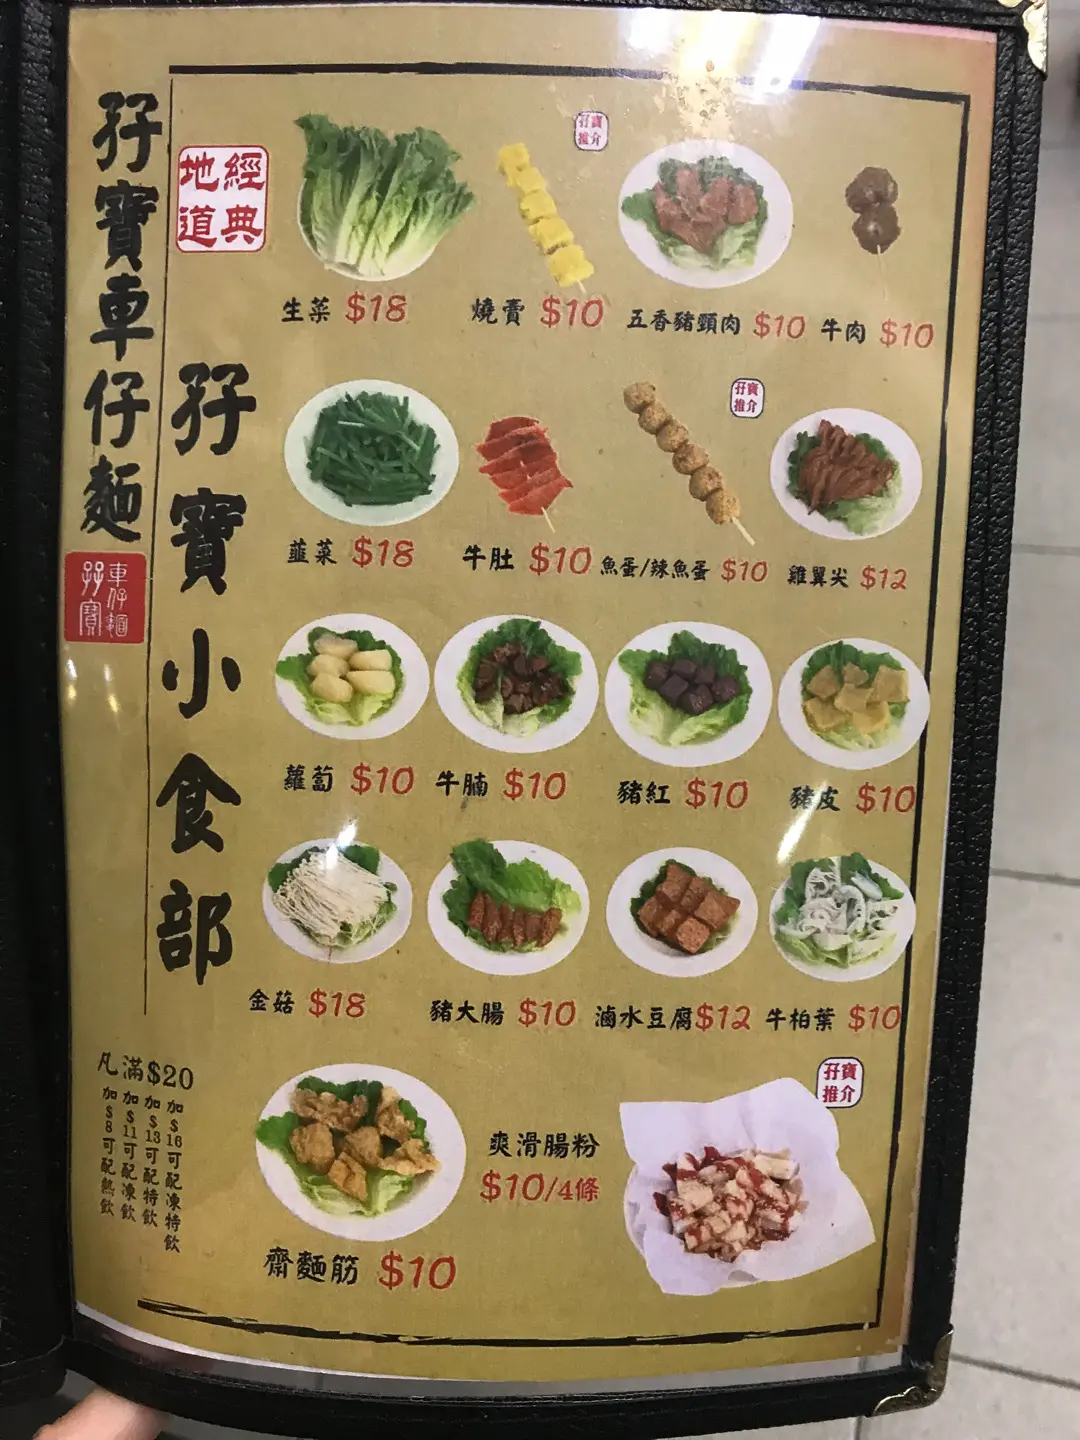 孖寶車仔麵
孖寶
車仔麵
經典
地道
孖寶小食部
孖寶
推介
生菜 $18
燒賣 $10
五香豬頸肉 $10
牛肉 $10
孖寶
推介
韮菜 $18
牛肚 $10
魚蛋/辣魚蛋 $10
雞翼尖 $12
蘿蔔 $10
牛腩 $10
豬紅 $10
豬皮 $10
金菇 $18
豬大腸 $10
滷水豆腐$12
牛柏葉 $10
孖寶
推介
爽滑腸粉
$10/4條
齋麵筋 $10
凡滿$20
加$16可配凍特飲
加$13可配特飲
加$11可配凍飲
加$8可配熱飲